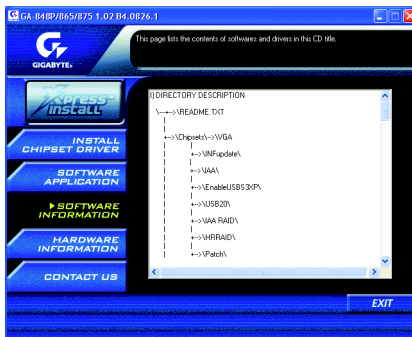 GA-848P/865/875 1.02 B4.0826.1
This page lists the contents of softwares and drivers in this CD title.
GIGABYTE
Xpress
Install
INSTALL
CHIPSET DRIVER
SOFTWARE
APPLICATION
SOFTWARE
INFORMATION
HARDWARE
INFORMATION
CONTACT US
I) DIRECTORY DESCRIPTION
\--+-->\README.TXT
|
+-->\Chipsets\-->\VGA
| +-->\INFupdate\
| +-->\IAA\
| +-->\EnableUSBS3XP\
| +-->\USB20\
| +-->\IAA RAID\
| +-->\HRRAID\
| +-->\Patch\
EXIT